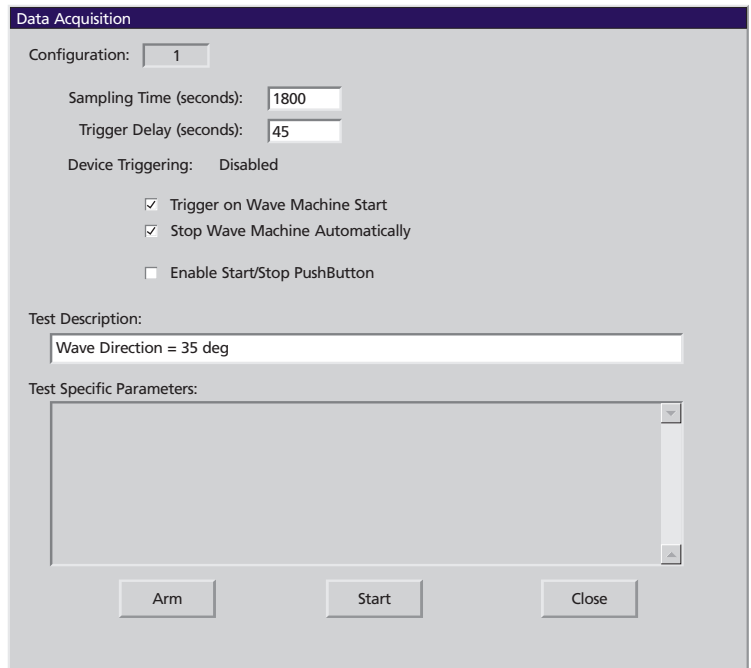 Data Acquisition
Configuration: 1
Sampling Time (seconds): 1800
Trigger Delay (seconds): 45
Device Triggering: Disabled
Trigger on Wave Machine Start
Stop Wave Machine Automatically
Enable Start/Stop PushButton
Test Description:
Wave Direction = 35 deg
Test Specific Parameters:
Arm Start Close